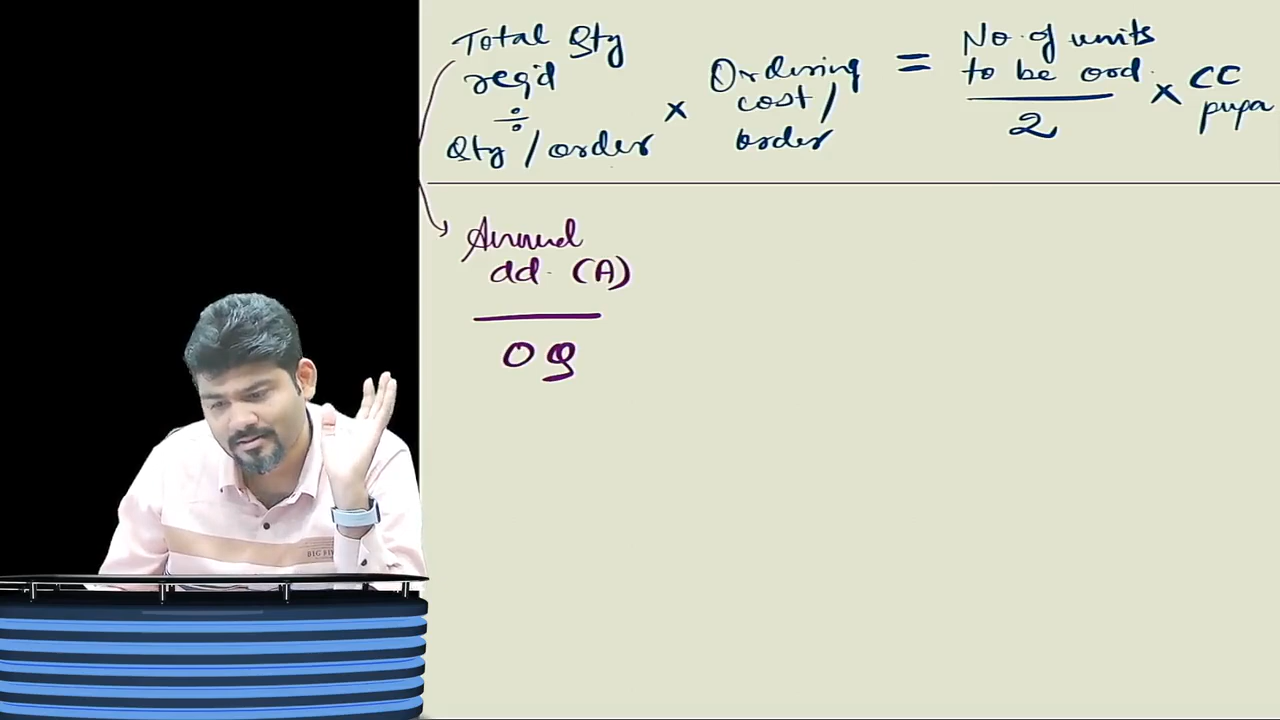 Total Qty
req'd
÷
Qty / order
× Ordering
cost /
order
= No. of units
to be ord.
2
× CC
pupa
Annual
dd. (A)
OQ